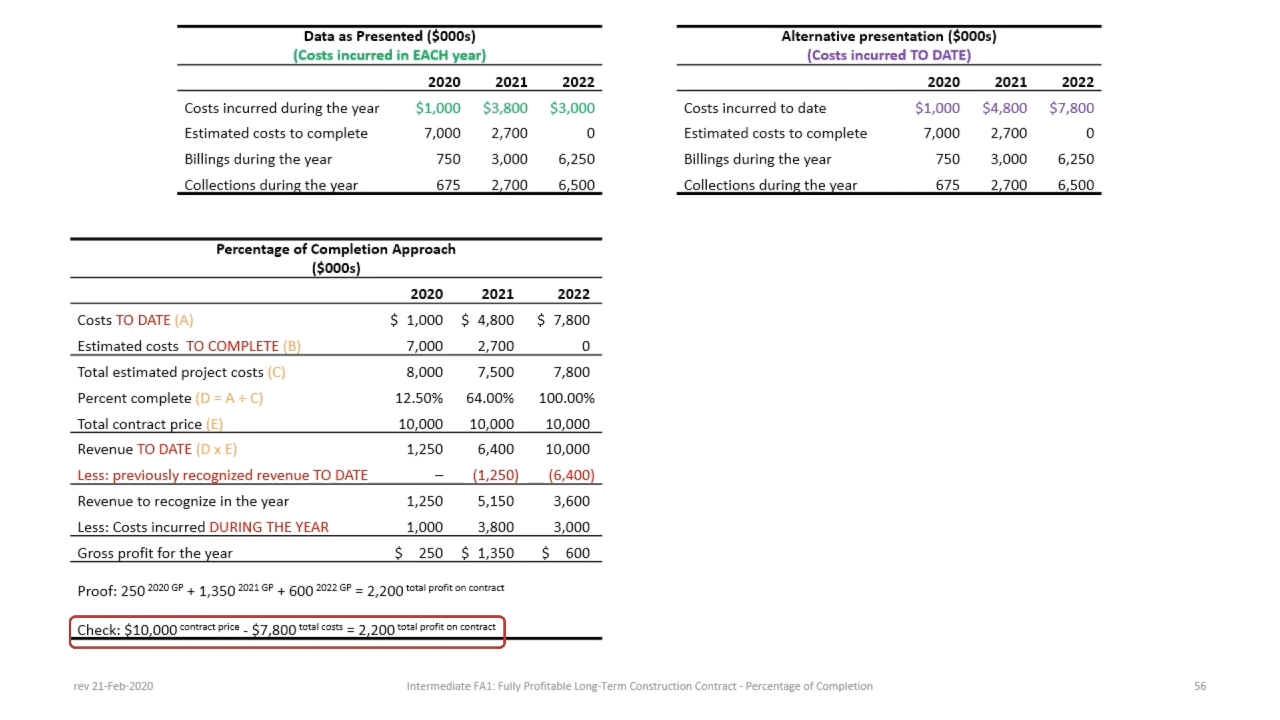 Data as Presented ($000s)
(Costs incurred in EACH year)
2020 2021 2022
Costs incurred during the year $1,000 $3,800 $3,000
Estimated costs to complete 7,000 2,700 0
Billings during the year 750 3,000 6,250
Collections during the year 675 2,700 6,500
Alternative presentation ($000s)
(Costs incurred TO DATE)
2020 2021 2022
Costs incurred to date $1,000 $4,800 $7,800
Estimated costs to complete 7,000 2,700 0
Billings during the year 750 3,000 6,250
Collections during the year 675 2,700 6,500
Percentage of Completion Approach
($000s)
2020 2021 2022
Costs TO DATE (A) $ 1,000 $ 4,800 $ 7,800
Estimated costs TO COMPLETE (B) 7,000 2,700 0
Total estimated project costs (C) 8,000 7,500 7,800
Percent complete (D = A ÷ C) 12.50% 64.00% 100.00%
Total contract price (E) 10,000 10,000 10,000
Revenue TO DATE (D x E) 1,250 6,400 10,000
Less: previously recognized revenue TO DATE – (1,250) (6,400)
Revenue to recognize in the year 1,250 5,150 3,600
Less: Costs incurred DURING THE YEAR 1,000 3,800 3,000
Gross profit for the year $ 250 $ 1,350 $ 600
Proof: 250 2020 GP + 1,350 2021 GP + 600 2022 GP = 2,200 total profit on contract
Check: $10,000 contract price - $7,800 total costs = 2,200 total profit on contract
rev 21-Feb-2020 Intermediate FA1: Fully Profitable Long-Term Construction Contract - Percentage of Completion 56